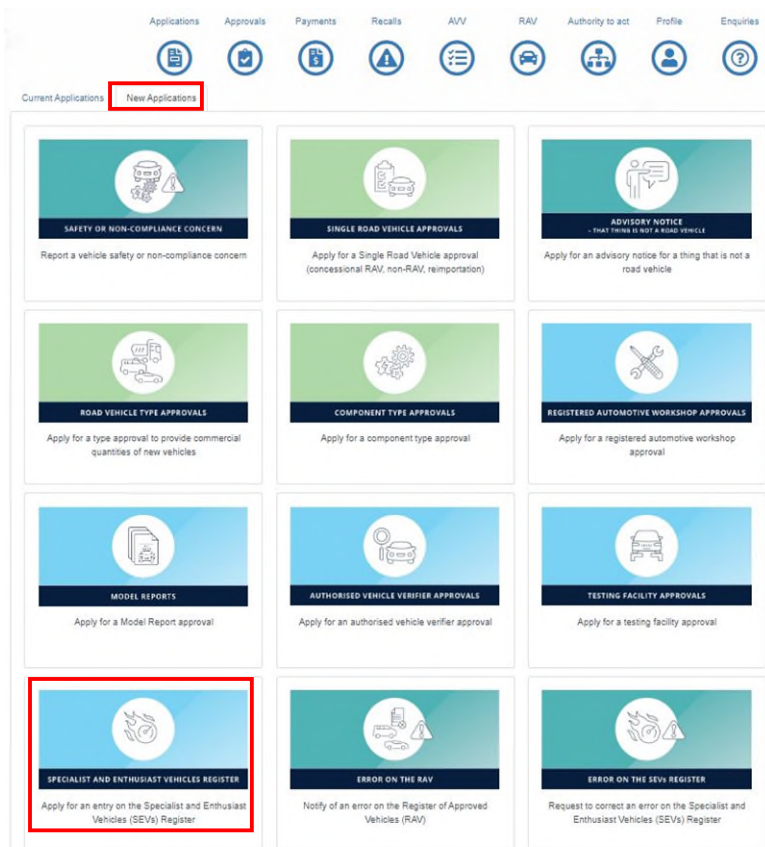 Applications Approvals Payments Recalls AVV RAV Authority to act Profile Enquiries
Current Applications New Applications
SAFETY OR NON-COMPLIANCE CONCERN
Report a vehicle safety or non-compliance concern
SINGLE ROAD VEHICLE APPROVALS
Apply for a Single Road Vehicle approval
(concessional RAV, non-RAV, reimportation)
ADVISORY NOTICE
- THAT THING IS NOT A ROAD VEHICLE
Apply for an advisory notice for a thing that is not a
road vehicle
ROAD VEHICLE TYPE APPROVALS
Apply for a type approval to provide commercial
quantities of new vehicles
COMPONENT TYPE APPROVALS
Apply for a component type approval
REGISTERED AUTOMOTIVE WORKSHOP APPROVALS
Apply for a registered automotive workshop
approval
MODEL REPORTS
Apply for a Model Report approval
AUTHORISED VEHICLE VERIFIER APPROVALS
Apply for an authorised vehicle verifier approval
TESTING FACILITY APPROVALS
Apply for a testing facility approval
SPECIALIST AND ENTHUSIAST VEHICLES REGISTER
Apply for an entry on the Specialist and Enthusiast
Vehicles (SEVs) Register
ERROR ON THE RAV
Notify of an error on the Register of Approved
Vehicles (RAV)
ERROR ON THE SEVs REGISTER
Request to correct an error on the Specialist and
Enthusiast Vehicles (SEVs) Register